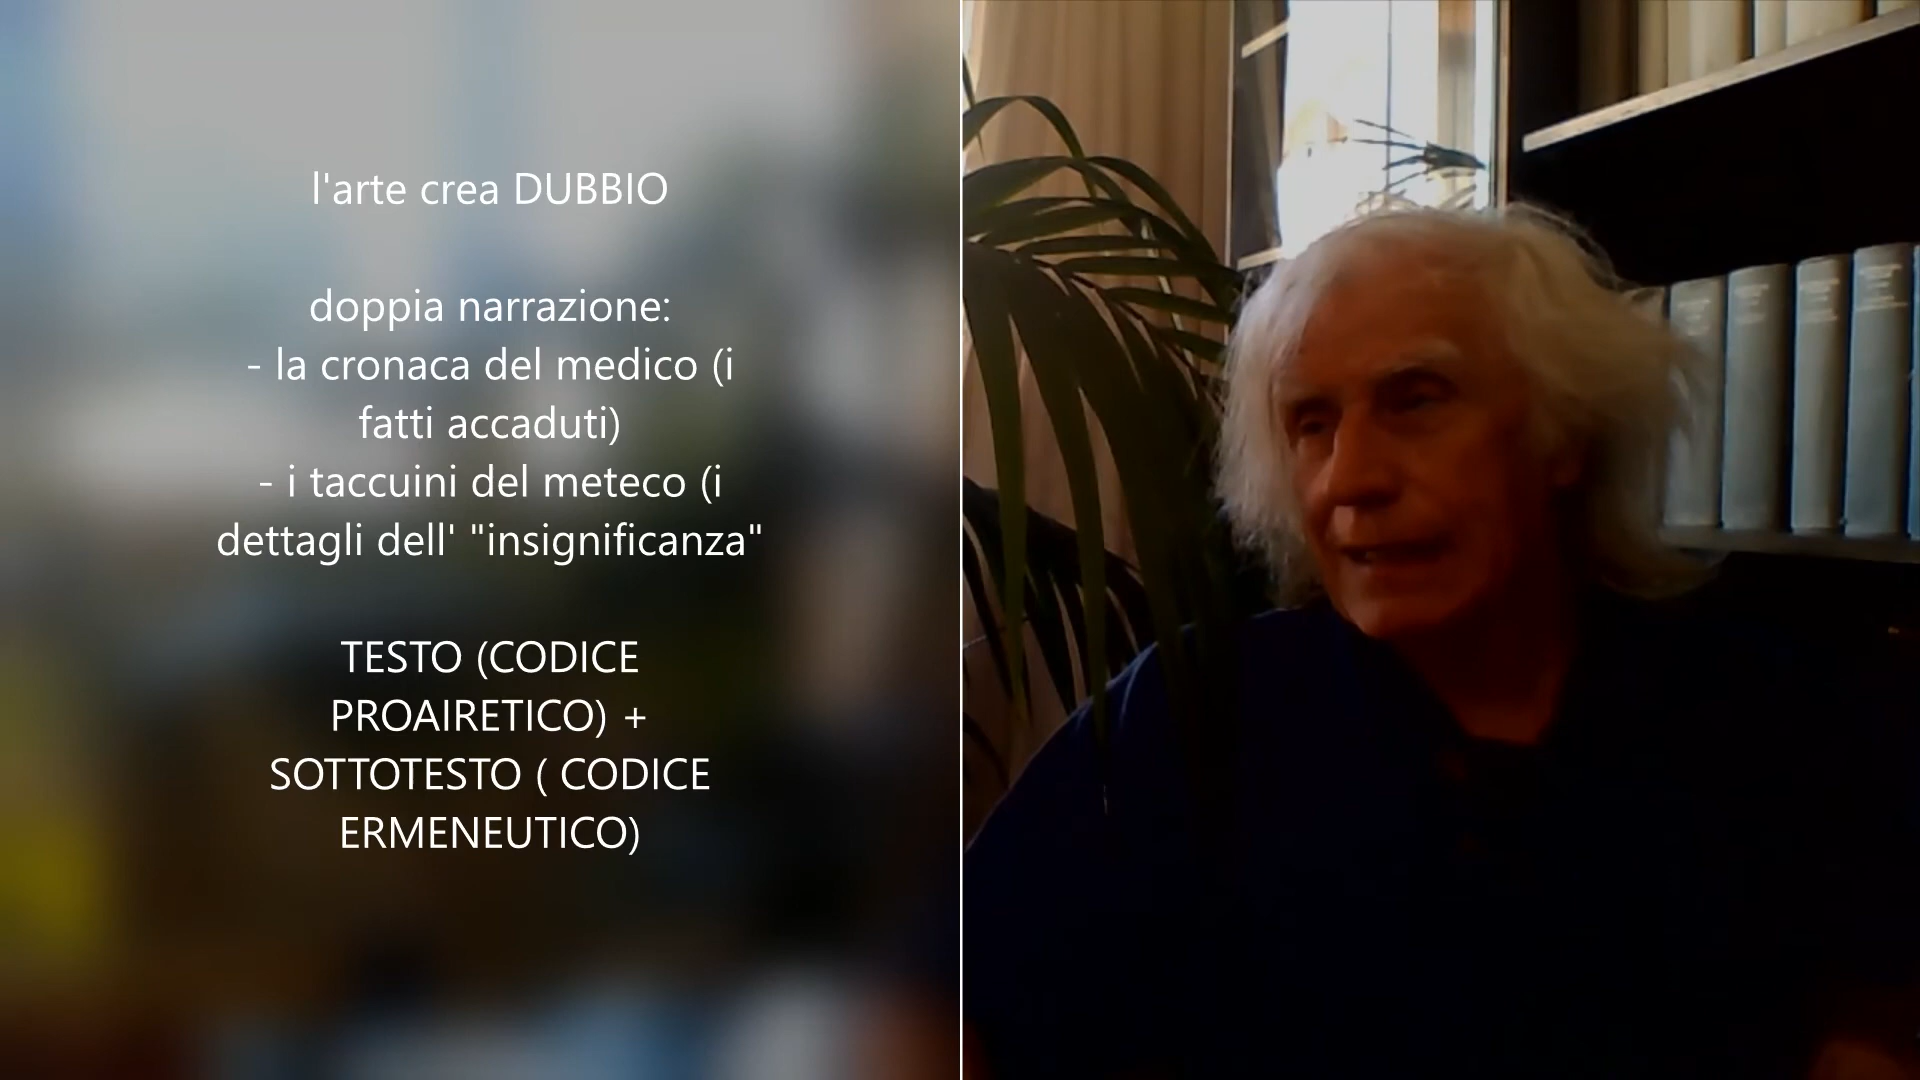 l'arte crea DUBBIO
doppia narrazione:
- la cronaca del medico (i
fatti accaduti)
- i taccuini del meteco (i
dettagli dell' "insignificanza"
TESTO (CODICE
PROAIRETICO) +
SOTTOTESTO ( CODICE
ERMENEUTICO)